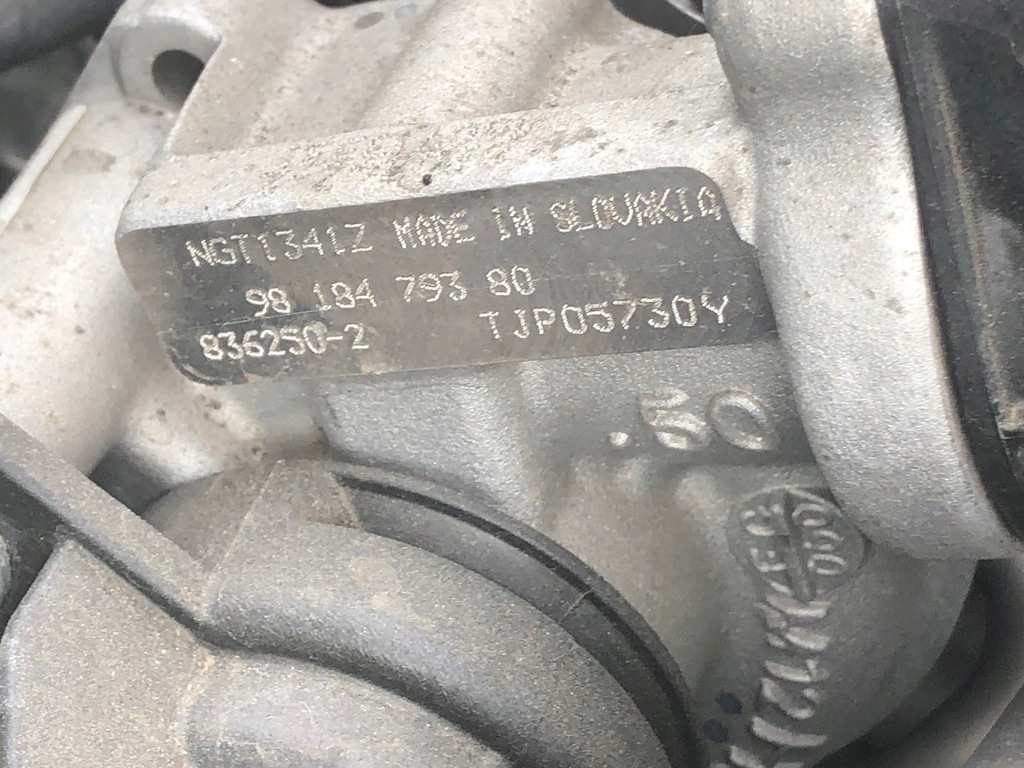 NGT1341Z MADE IN SLOVAKIA
98 184 793 80
836250-2 TJP05730Y